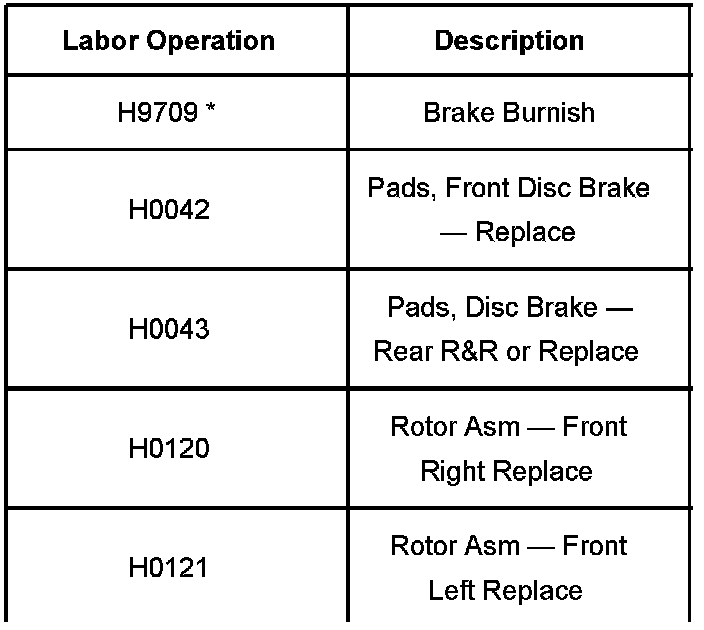 Labor Operation Description
H9709 * Brake Burnish
H0042
Pads, Front Disc Brake
— Replace
H0043
Pads, Disc Brake —
Rear R&R or Replace
H0120
Rotor Asm — Front
Right Replace
H0121
Rotor Asm — Front
Left Replace